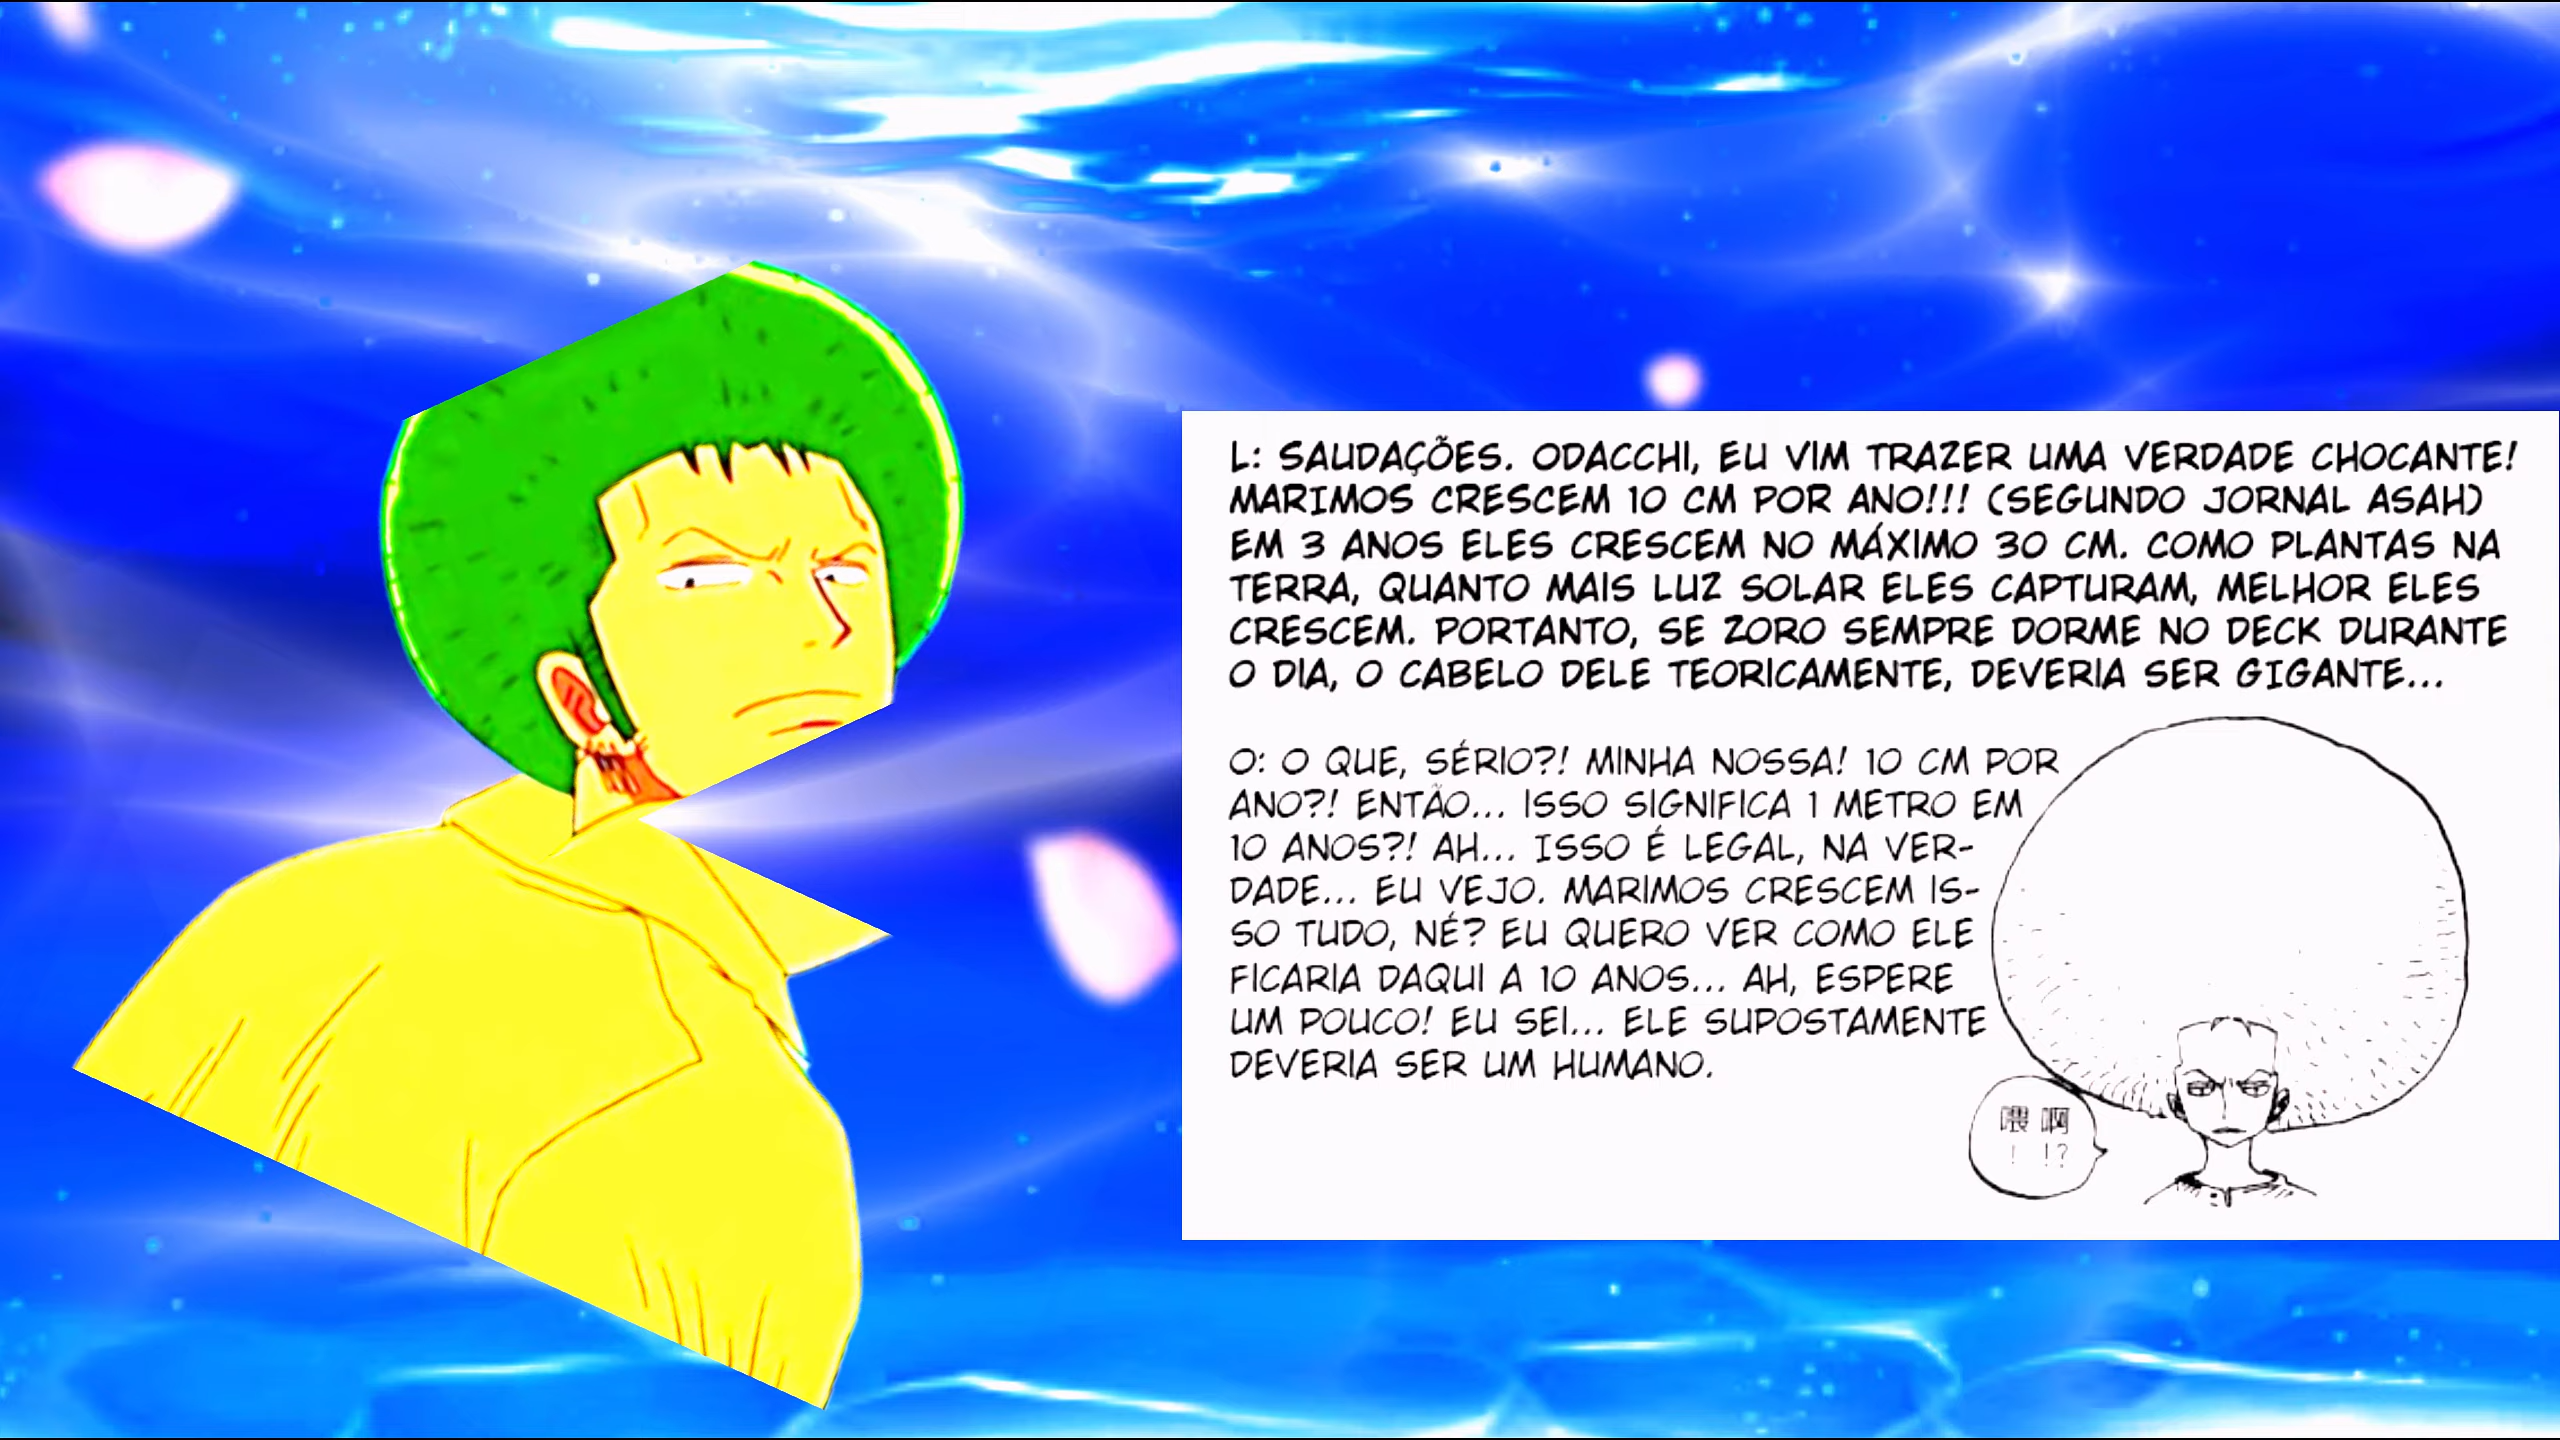 L: SAUDAÇÕES. ODACCHI, EU VIM TRAZER UMA VERDADE CHOCANTE!
MARIMOS CRESCEM 10 CM POR ANO!!! (SEGUNDO JORNAL ASAH)
EM 3 ANOS ELES CRESCEM NO MÁXIMO 30 CM. COMO PLANTAS NA
TERRA, QUANTO MAIS LUZ SOLAR ELES CAPTURAM, MELHOR ELES
CRESCEM. PORTANTO, SE ZORO SEMPRE DORME NO DECK DURANTE
O DIA, O CABELO DELE TEORICAMENTE, DEVERIA SER GIGANTE...
O: O QUE, SÉRIO?! MINHA NOSSA! 10 CM POR
ANO?! ENTÃO... ISSO SIGNIFICA 1 METRO EM
10 ANOS?! AH... ISSO É LEGAL, NA VER-
DADE... EU VEJO. MARIMOS CRESCEM IS-
SO TUDO, NÉ? EU QUERO VER COMO ELE
FICARIA DAQUI A 10 ANOS... AH, ESPERE
UM POUCO! EU SEI... ELE SUPOSTAMENTE
DEVERIA SER UM HUMANO.
啊!?
喂!